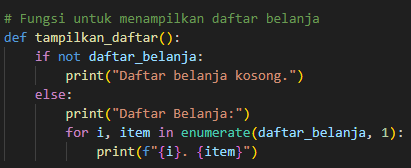 # Fungsi untuk menampilkan daftar belanja
def tampilkan_daftar():
    if not daftar_belanja:
        print("Daftar belanja kosong.")
    else:
        print("Daftar Belanja:")
        for i, item in enumerate(daftar_belanja, 1):
            print(f"{i}. {item}")